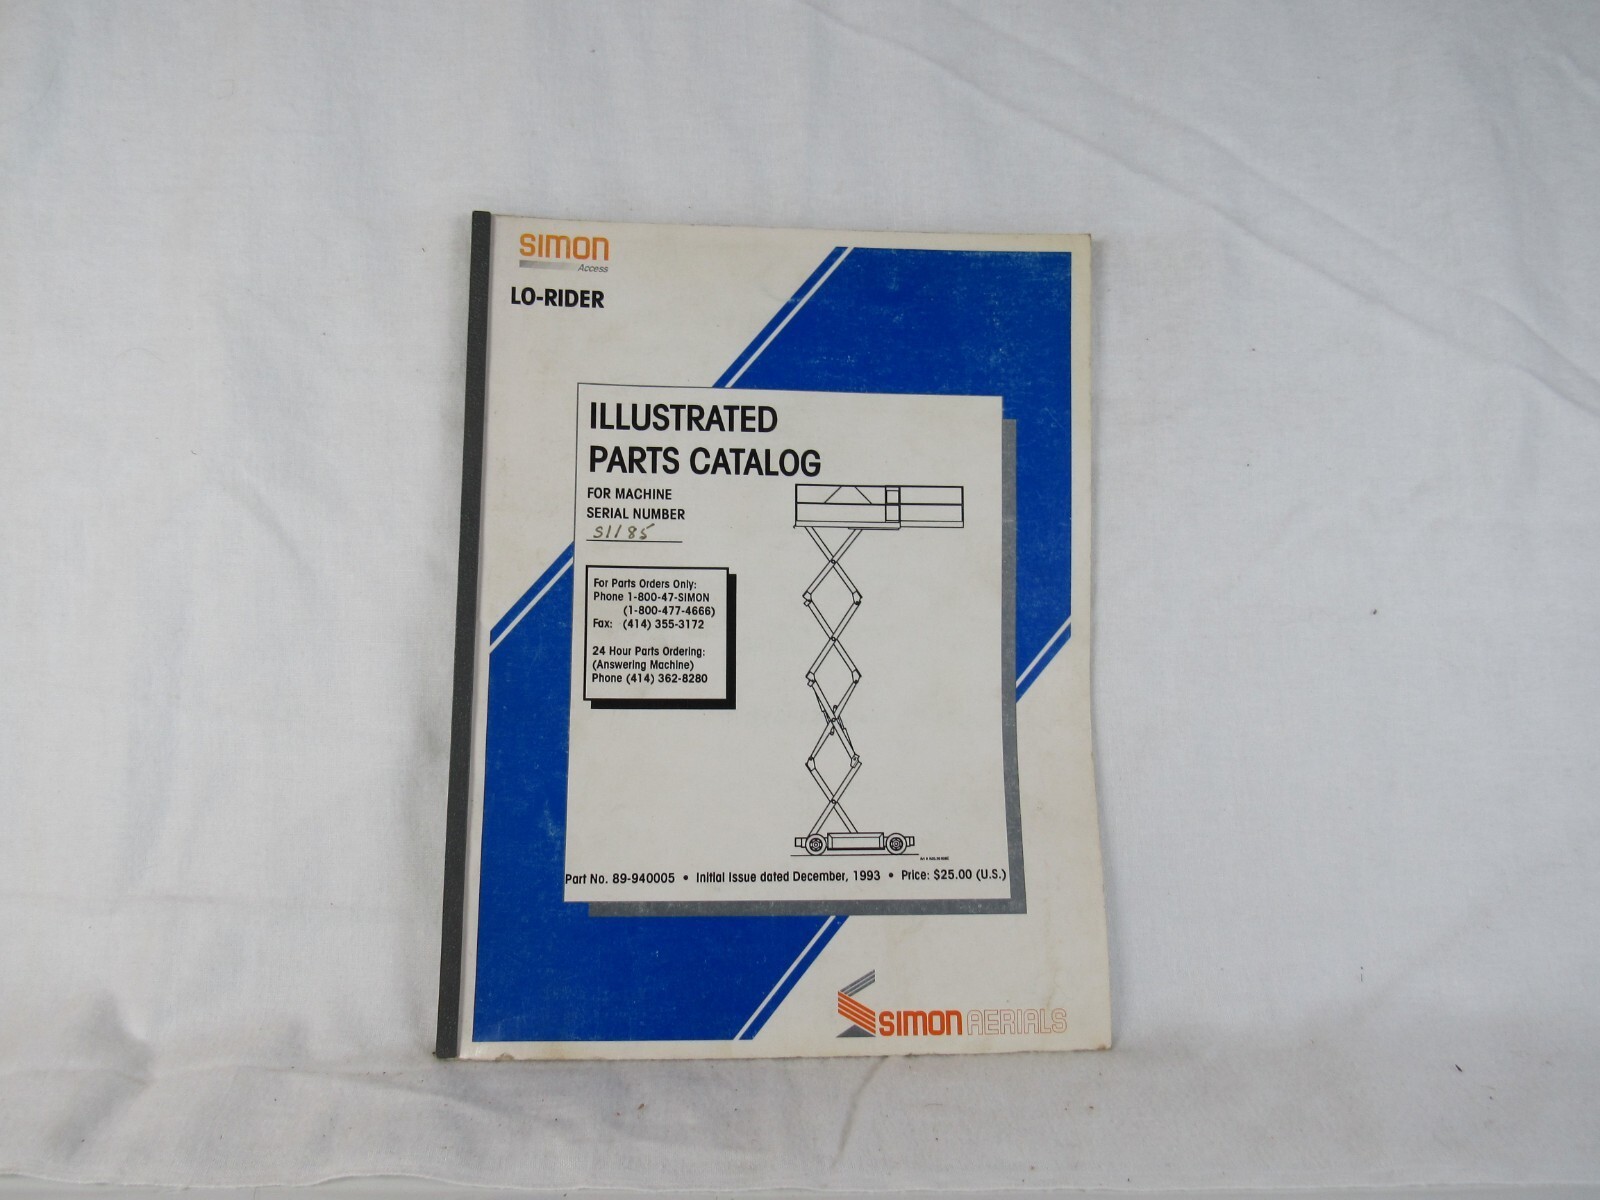 SIMON
Access
LO-RIDER
ILLUSTRATED
PARTS CATALOG
FOR MACHINE
SERIAL NUMBER
S1185
For Parts Orders Only:
Phone 1-800-47-SIMON
(1-800-477-4666)
Fax: (414) 355-3172
24 Hour Parts Ordering:
(Answering Machine)
Phone (414) 362-8280
Part No. 89-940005 • Initial Issue dated December, 1993 • Price: $25.00 (U.S.)
SIMON AERIALS